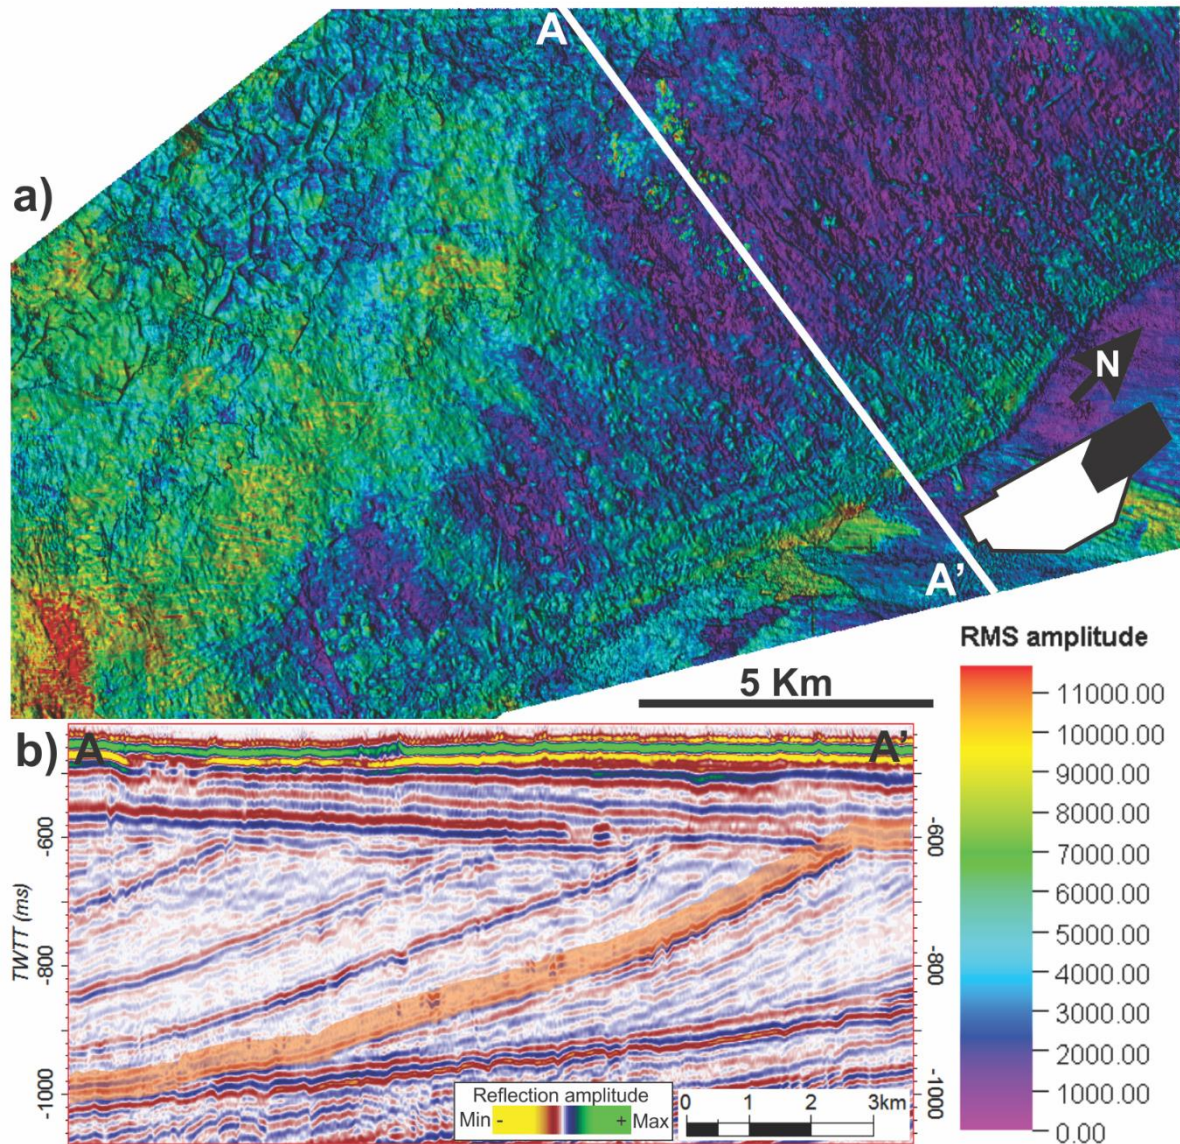 A
a)
N
A’
5 Km
RMS amplitude
11000.00
10000.00
9000.00
8000.00
7000.00
6000.00
5000.00
4000.00
3000.00
2000.00
1000.00
0.00
b)
A
A’
TWTT (ms)
-600
-800
-1000
-600
-800
-1000
Reflection amplitude
Min - + Max
0 1 2 3km